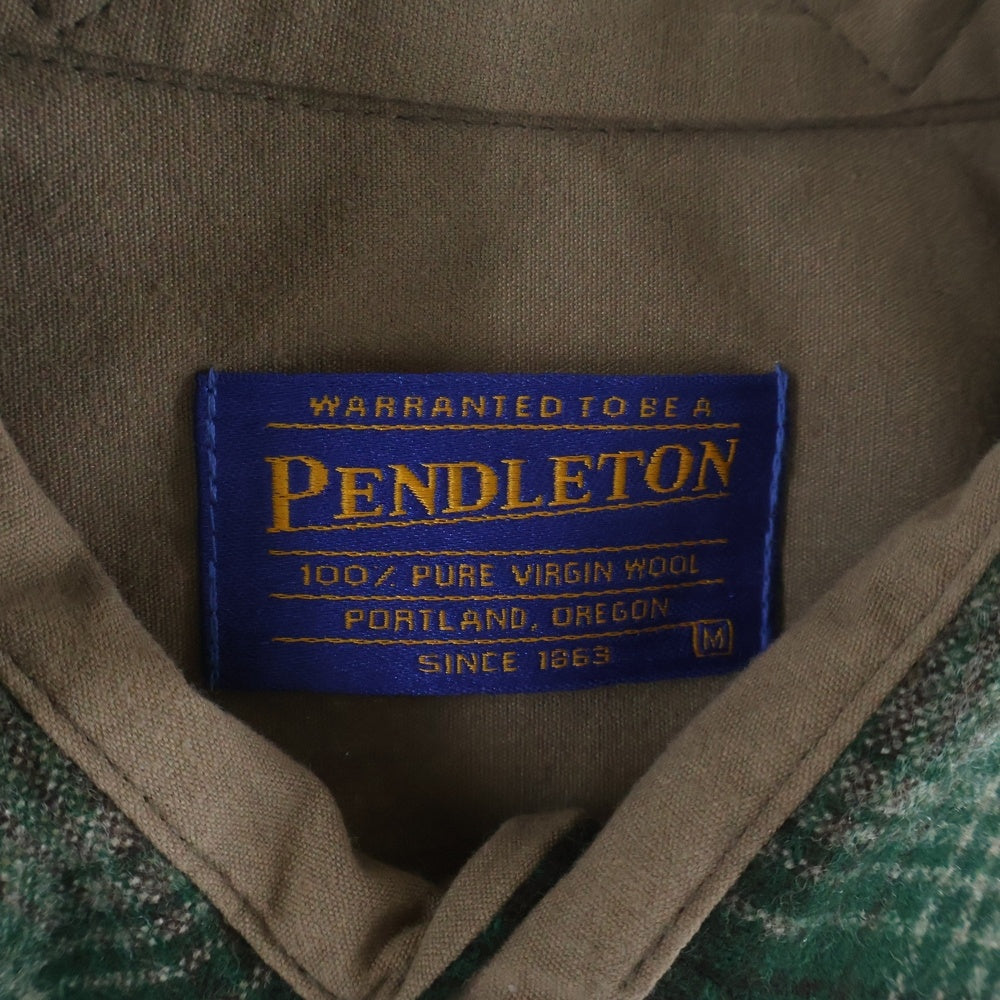 WARRANTED TO BE A
PENDLETON
100% PURE VIRGIN WOOL
PORTLAND, OREGON
M
SINCE 1863